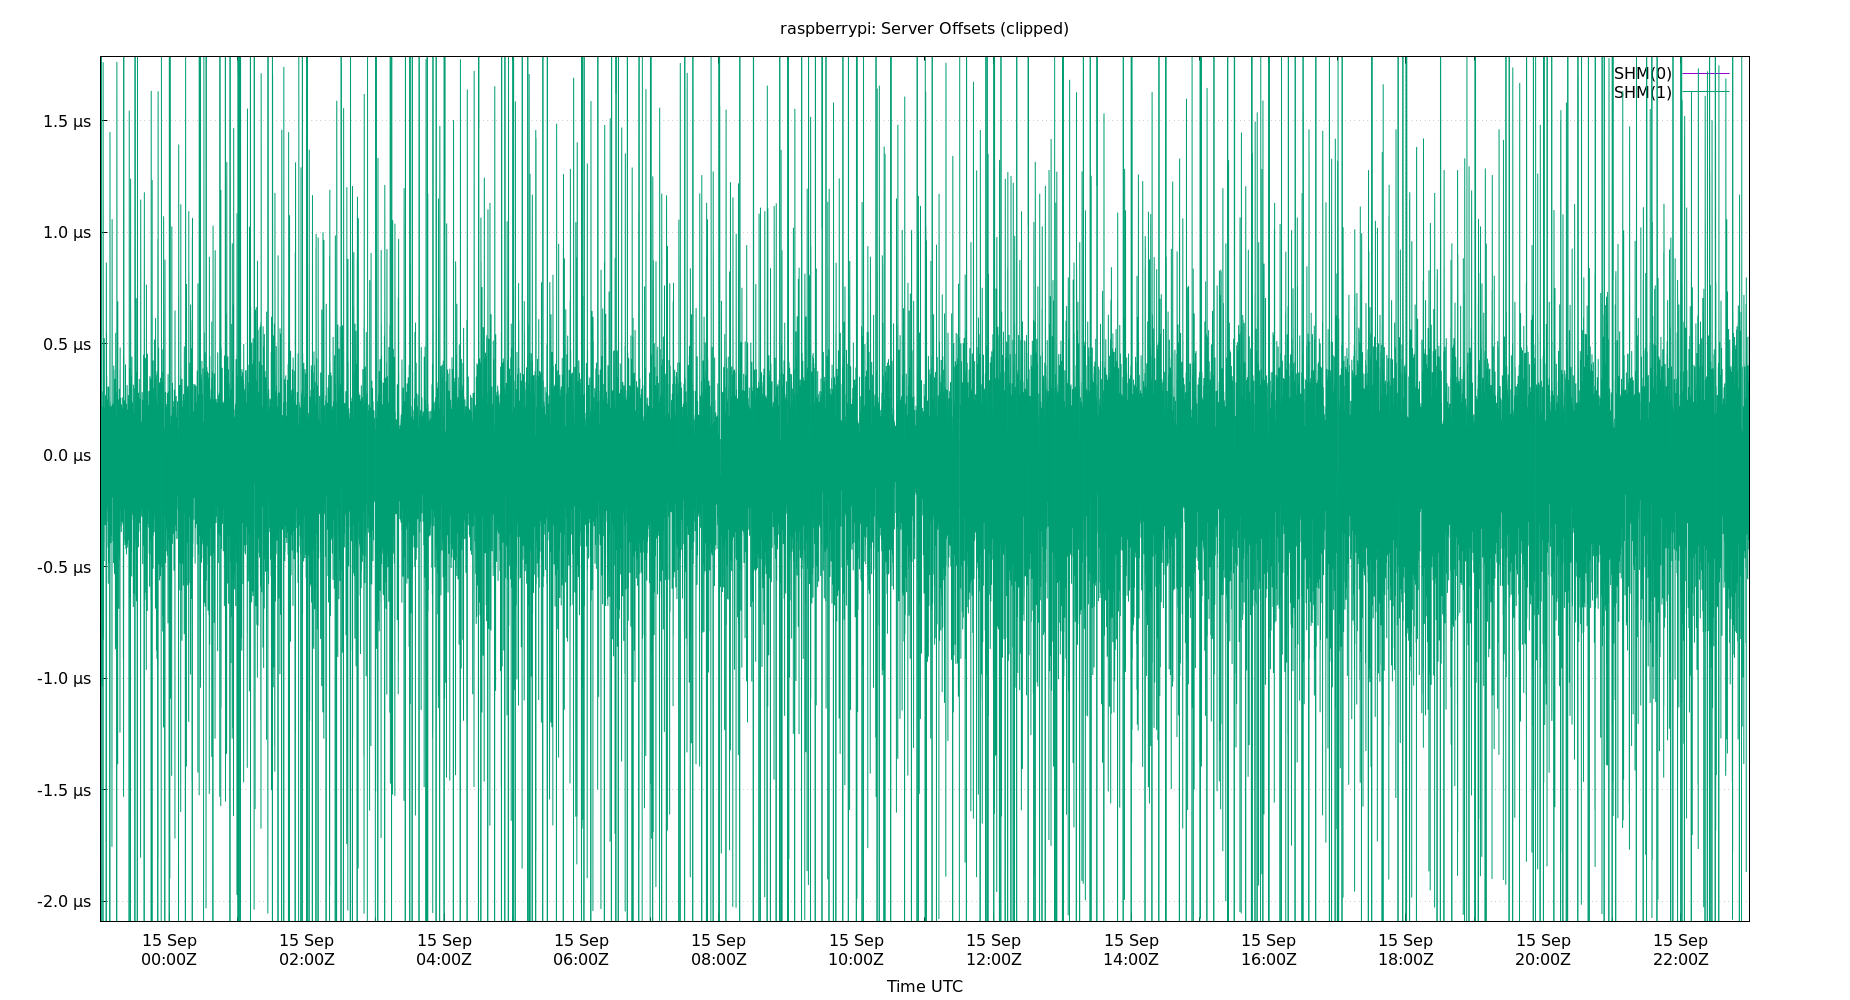 raspberrypi: Server Offsets (clipped)
SHM(0)
SHM(1)
1.5 µs
1.0 µs
0.5 µs
0.0 µs
-0.5 µs
-1.0 µs
-1.5 µs
-2.0 µs
15 Sep 15 Sep 15 Sep 15 Sep 15 Sep 15 Sep 15 Sep 15 Sep 15 Sep 15 Sep 15 Sep 15 Sep
00:00Z 02:00Z 04:00Z 06:00Z 08:00Z 10:00Z 12:00Z 14:00Z 16:00Z 18:00Z 20:00Z 22:00Z
Time UTC